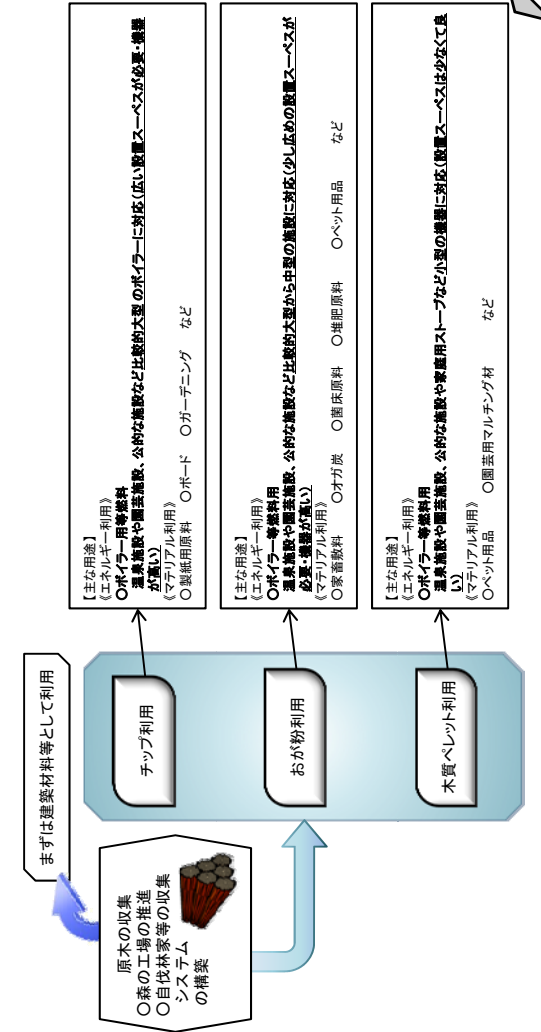 まずは建築材料等として利用
原木の収集
○森の工場の推進
○自伐林家等の収集
システム
の構築
チップ利用
【主な用途】
《エネルギー利用》
○ボイラー用等燃料
温泉施設や園芸施設、公的な施設など比較的大型 のボイラーに対応(広い設置スーペスが必要・機器
が高い)
《マテリアル利用》
○製紙用原料 ○ボード ○ガーデニング など
おが粉利用
【主な用途】
《エネルギー利用》
○ボイラー等燃料用
温泉施設や園芸施設、公的な施設など比較的大型から中型の施設に対応(少し広めの設置スーペスが
必要・機器が高い)
《マテリアル利用》
○家畜敷料 ○オガ炭 ○菌床原料 ○堆肥原料 ○ペット用品 など
木質ペレット利用
【主な用途】
《エネルギー利用》
○ボイラー等燃料用
温泉施設や園芸施設、公的な施設や家庭用ストーブなど小型の機器に対応(設置スーペスは少なくて良
い)
《マテリアル利用》
○ペット用品 ○園芸用マルチング材 など